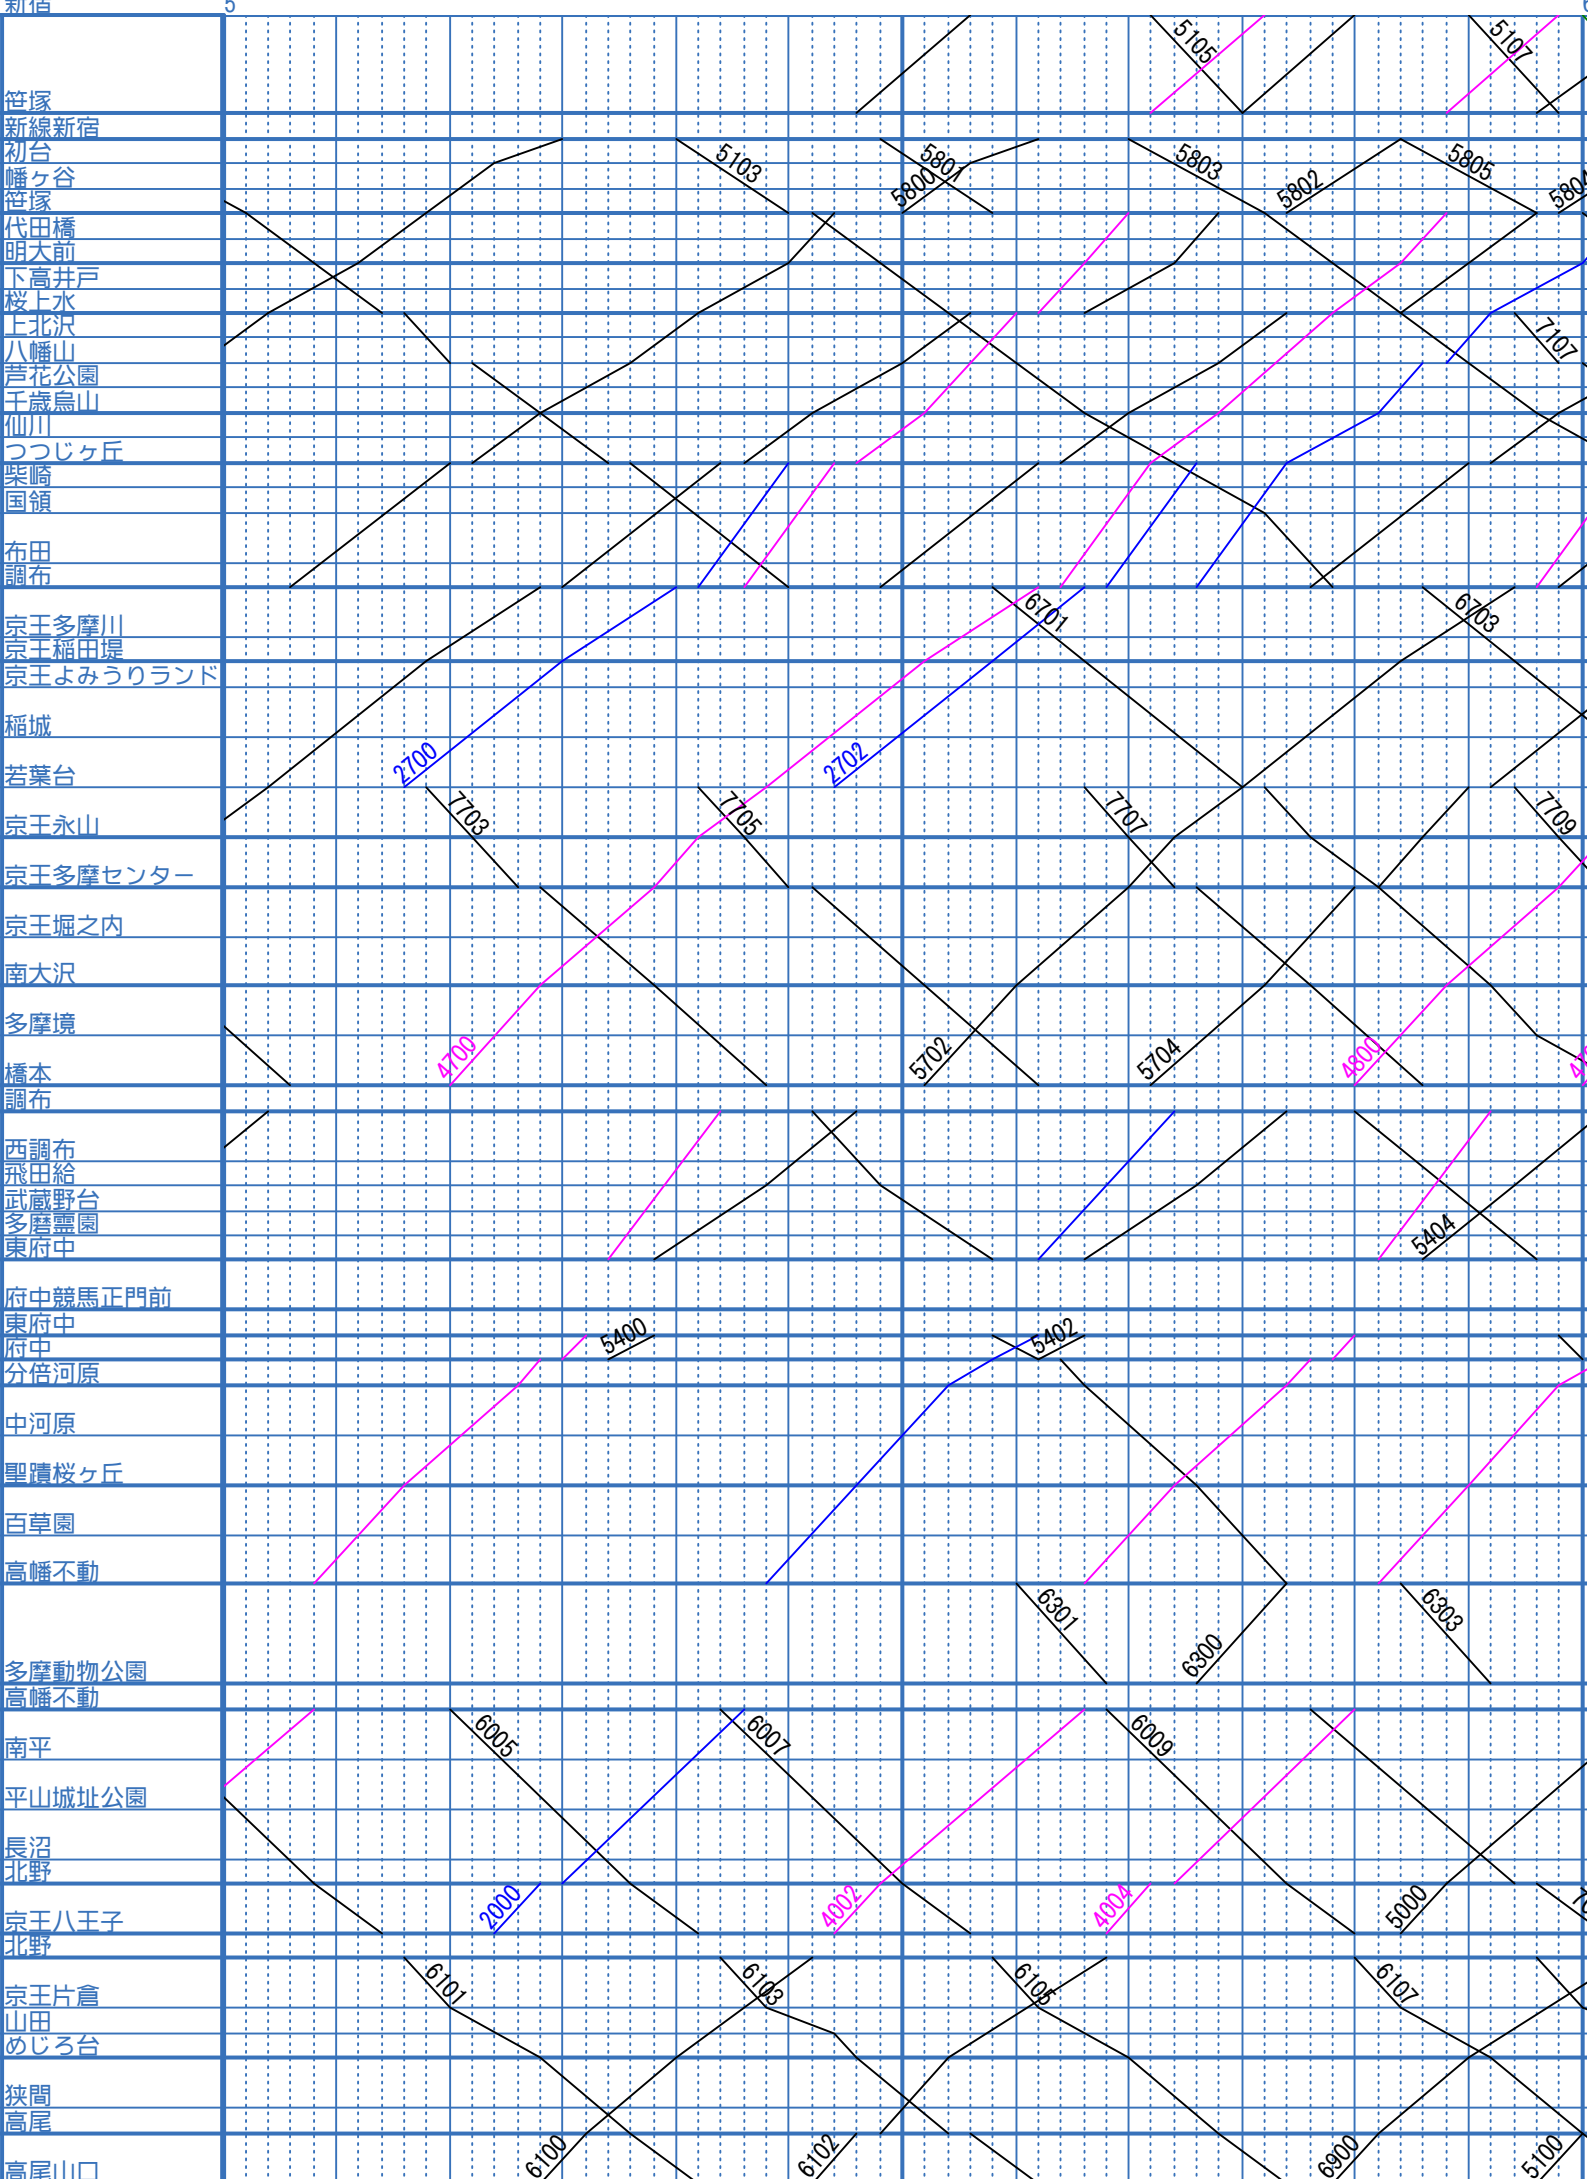 新宿 5
5105 5107
笹塚
新線新宿
初台
5103 5801 5803 5805
幡ヶ谷
5800 5802 5804
笹塚
代田橋
明大前
下高井戸
桜上水
上北沢
八幡山 7107
芦花公園
千歳烏山
仙川
つつじヶ丘
柴崎
国領
布田
調布
京王多摩川 6701 6703
京王稲田堤
京王よみうりランド
稲城
若葉台 2700 2702
京王永山 7703 7705 7707 7709
京王多摩センター
京王堀之内
南大沢
多摩境
橋本 4700 5702 5704 4800
調布
西調布
飛田給
武蔵野台
多磨霊園
東府中 5404
府中競馬正門前
東府中
府中 5400 5402
分倍河原
中河原
聖蹟桜ヶ丘
百草園
高幡不動
6301 6300 6303
多摩動物公園
高幡不動
南平 6005 6007 6009
平山城址公園
長沼
北野
京王八王子 2000 4002 4004 5000
北野
京王片倉 6101 6103 6105 6107
山田
めじろ台
狭間
高尾
高尾山口 6100 6102 6900 5100